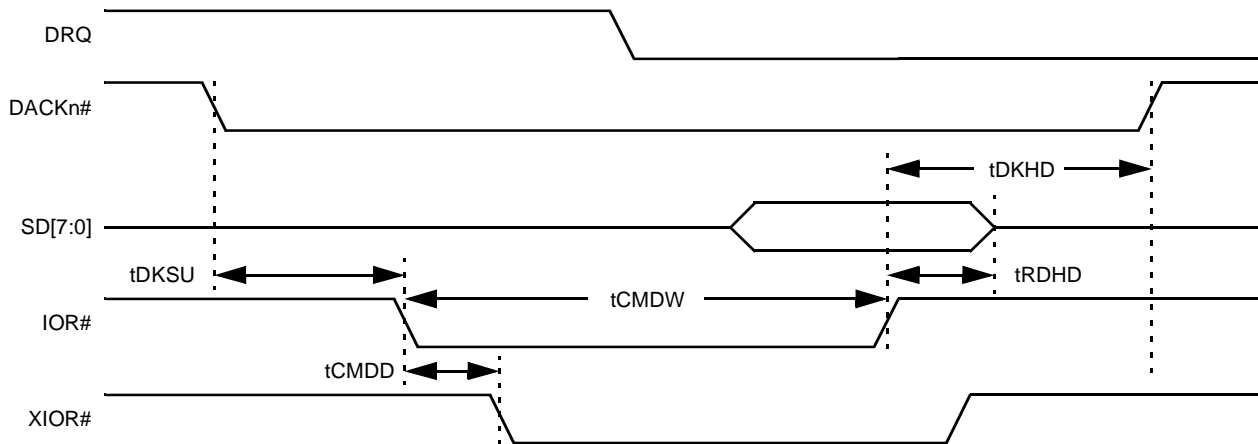 DRQ
DACKn#
tDKHD
SD[7:0]
tDKSU
tRDHD
tCMDW
IOR#
tCMDD
XIOR#